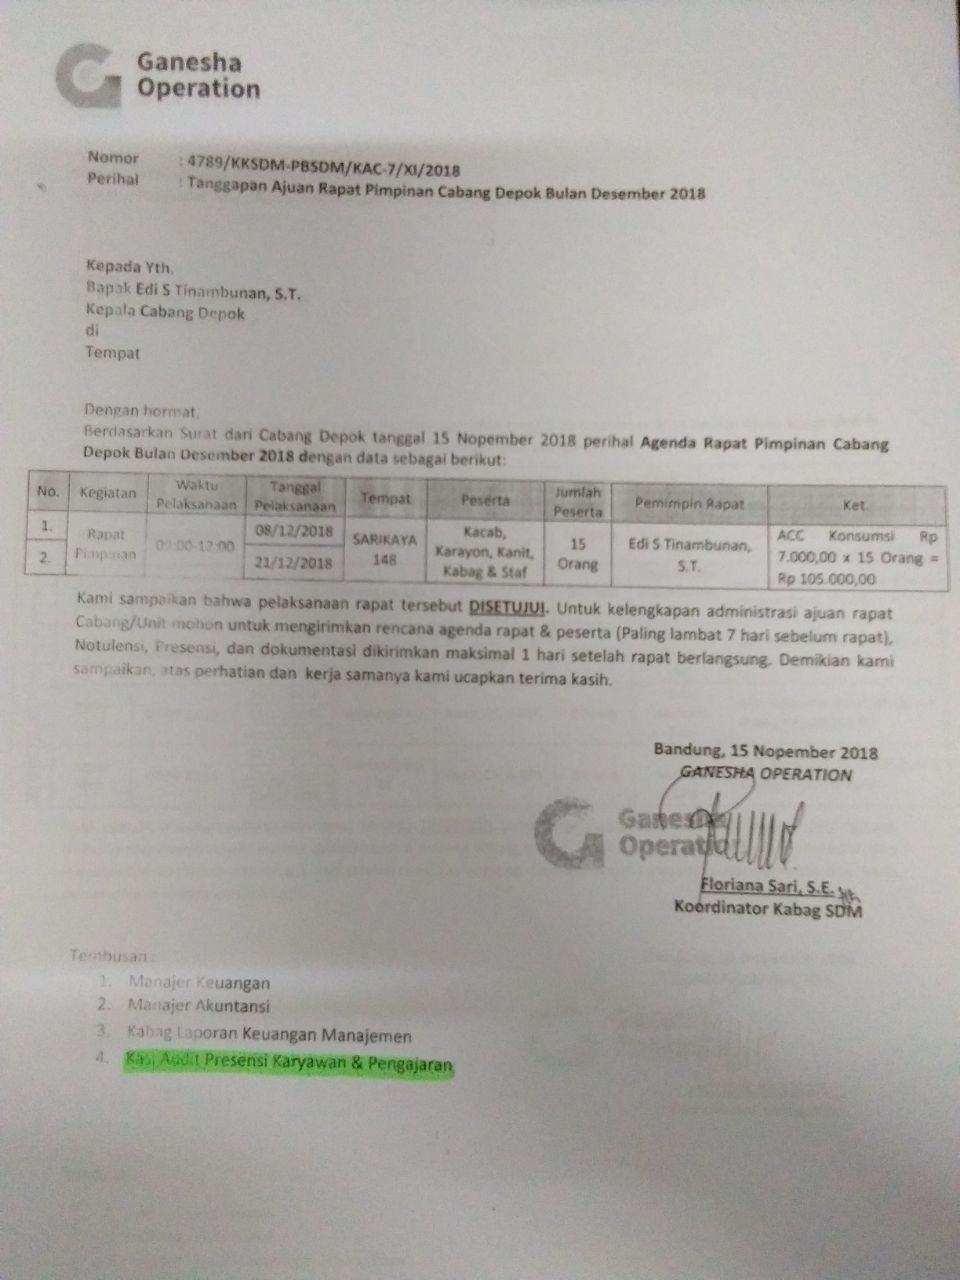 Ganesha
Operation
Nomor : 4789/KKSDM-PBSDM/KAC-7/XI/2018
Perihal : Tanggapan Ajuan Rapat Pimpinan Cabang Depok Bulan Desember 2018
Kepada Yth.
Bapak Edi S Tinambunan, S.T.
Kepala Cabang Depok
di
Tempat
Dengan hormat,
Berdasarkan Surat dari Cabang Depok tanggal 15 Nopember 2018 perihal Agenda Rapat Pimpinan Cabang
Depok Bulan Desember 2018 dengan data sebagai berikut:
No. Kegiatan Waktu Pelaksanaan Tanggal Pelaksanaan Tempat Peserta Jumlah Peserta Pemimpin Rapat Ket.
1. Rapat Pimpinan 09:00-12:00 08/12/2018 SARIKAYA 148 Kacab, Karayon, Kanit, Kabag & Staf 15 Orang Edi S Tinambunan, S.T. ACC Konsumsi Rp 7.000,00 x 15 Orang = Rp 105.000,00
2. 21/12/2018
Kami sampaikan bahwa pelaksanaan rapat tersebut DISETUJUI. Untuk kelengkapan administrasi ajuan rapat
Cabang/Unit mohon untuk mengirimkan rencana agenda rapat & peserta (Paling lambat 7 hari sebelum rapat),
Notulensi, Presensi, dan dokumentasi dikirimkan maksimal 1 hari setelah rapat berlangsung. Demikian kami
sampaikan, atas perhatian dan kerja samanya kami ucapkan terima kasih.
Bandung, 15 Nopember 2018
GANESHA OPERATION
Ganesha
Operatio
Floriana Sari, S.E.
Koordinator Kabag SDM
Tembusan :
1. Manajer Keuangan
2. Manajer Akuntansi
3. Kabag Laporan Keuangan Manajemen
4. Kasi Audit Presensi Karyawan & Pengajaran